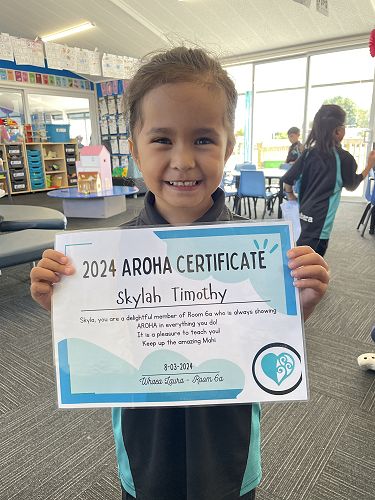 2024 AROHA CERTIFICATE
Skylah Timothy
Skyla, you are a delightful member of Room 6a who is always showing
AROHA in everything you do!
It is a pleasure to teach you!
Keep up the amazing Mahi
8-03-2024
Whaea Laura - Room 6a